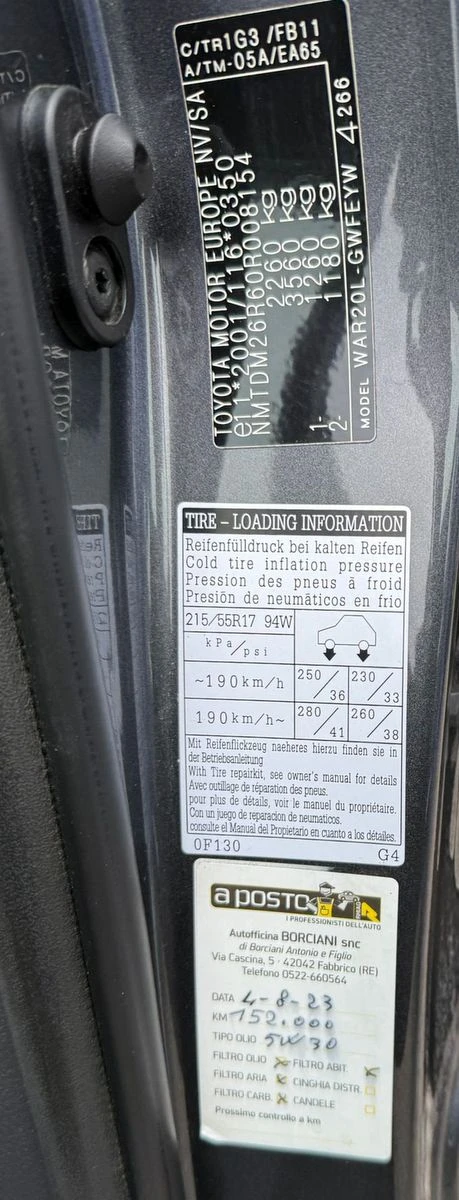 C/TR1G3 /FB11
A/TM-05A/EA65
TOYOTA MOTOR EUROPE NV/SA
e11*2001/116*0350
NMTDM26R60R008154
2260 kg
3560 kg
1- 1260 kg
2- 1180 kg
MODEL WAR20L-GWFEYW 4 266
TIRE – LOADING INFORMATION
Reifenfülldruck bei kalten Reifen
Cold tire inflation pressure
Pression des pneus à froid
Presión de neumáticos en frio
215/55R17 94W
kPa/psi
~190km/h 250/36 230/33
190km/h~ 280/41 260/38
Mit Reifenflickzeug naeheres hierzu finden sie in
der Betriebsanleitung
With Tire repairkit, see owner's manual for details
Avec outillage de réparation des pneus.
pour plus de détails, voir le manuel du propriétaire.
Con un juego de reparacion de neumaticos.
consulte el Manual del Propietario en cuanto a los détailes.
0F130 G4
a posto
I PROFESSIONISTI DELL'AUTO
Autofficina BORCIANI snc
di Borciani Antonio e Figlio
Via Cascina, 5 - 42042 Fabbrico (RE)
Telefono 0522-660564
DATA 4-8-23
KM 152.000
TIPO OLIO 5W30
FILTRO OLIO FILTRO ABIT.
FILTRO ARIA CINGHIA DISTR.
FILTRO CARB. CANDELE
Prossimo controllo a km